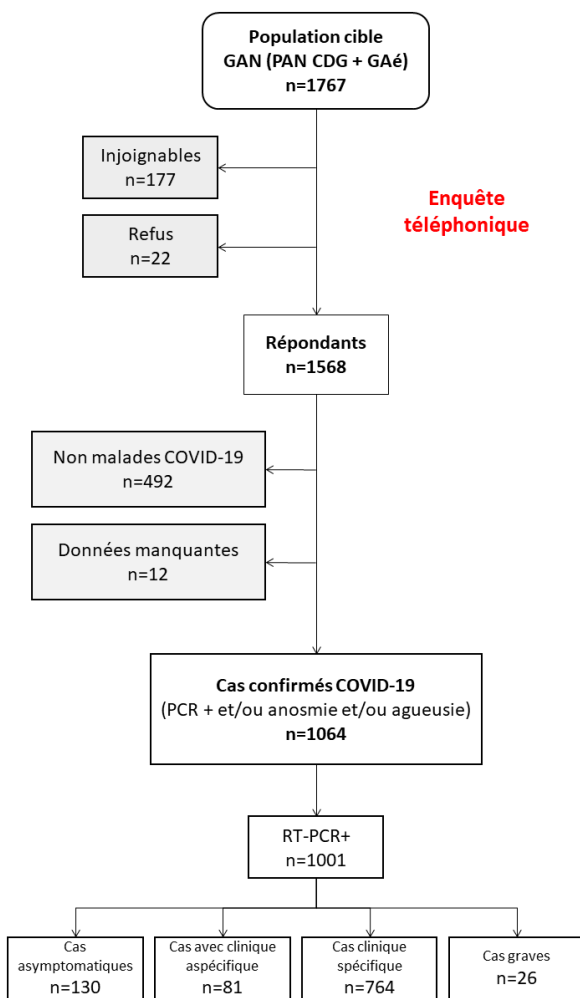 Population cible
GAN (PAN CDG + GAé)
n=1767
Injoignables
n=177
Enquête
téléphonique
Refus
n=22
Répondants
n=1568
Non malades COVID-19
n=492
Données manquantes
n=12
Cas confirmés COVID-19
(PCR + et/ou anosmie et/ou agueusie)
n=1064
RT-PCR+
n=1001
Cas
asymptomatiques
n=130
Cas avec clinique
aspécifique
n=81
Cas clinique
spécifique
n=764
Cas graves
n=26